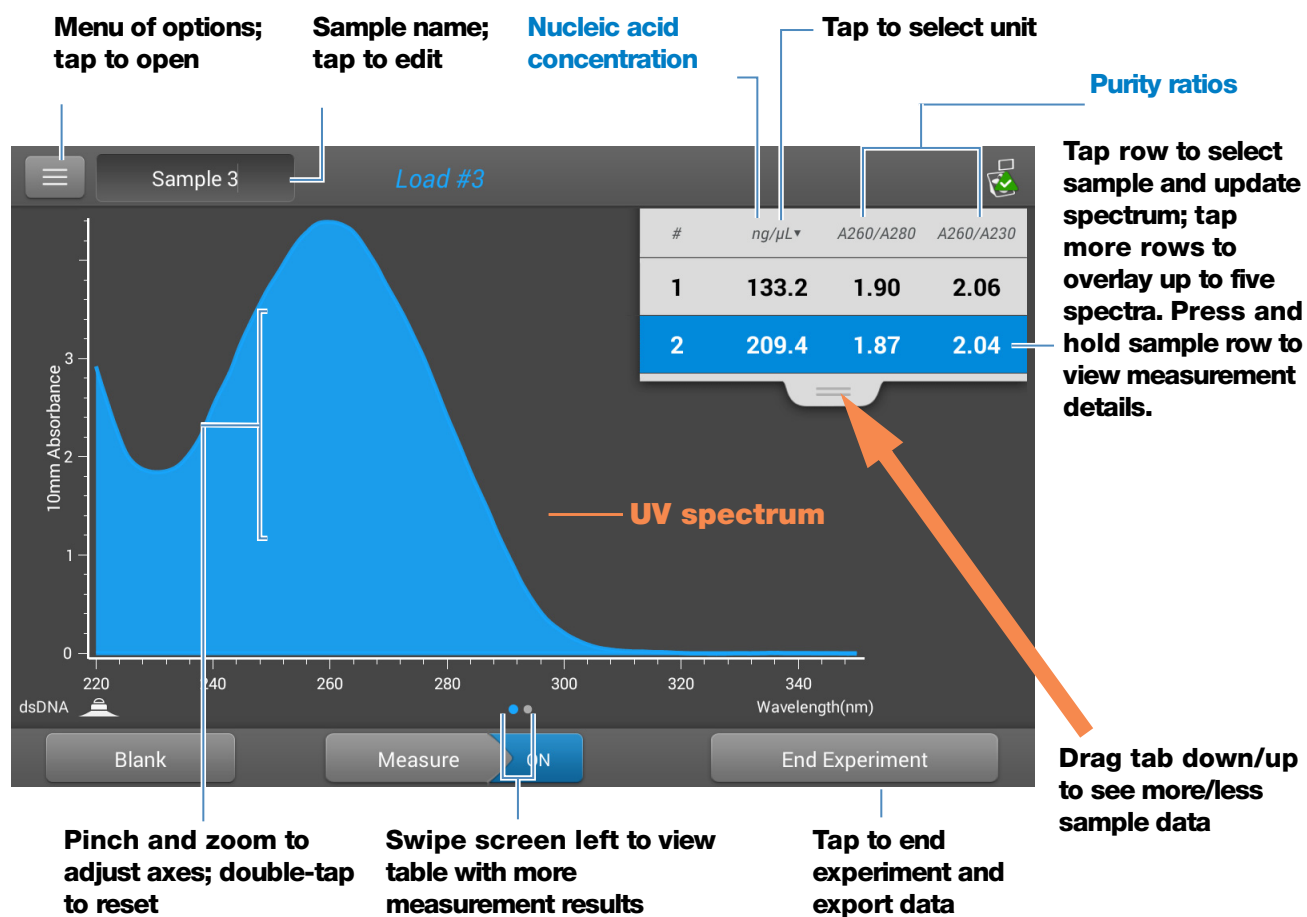 Menu of options;
tap to open
Sample name;
tap to edit
Nucleic acid
concentration
Tap to select unit
Purity ratios
Tap row to select
sample and update
spectrum; tap
more rows to
overlay up to five
spectra. Press and
hold sample row to
view measurement
details.
Sample 3
Load #3
# ng/µL▾ A260/A280 A260/A230
1 133.2 1.90 2.06
2 209.4 1.87 2.04
10mm Absorbance
3
2
1
0
UV spectrum
220 240 260 280 300 320 340
dsDNA
Wavelength(nm)
Blank
Measure
ON
End Experiment
Drag tab down/up
to see more/less
sample data
Pinch and zoom to
adjust axes; double-tap
to reset
Swipe screen left to view
table with more
measurement results
Tap to end
experiment and
export data